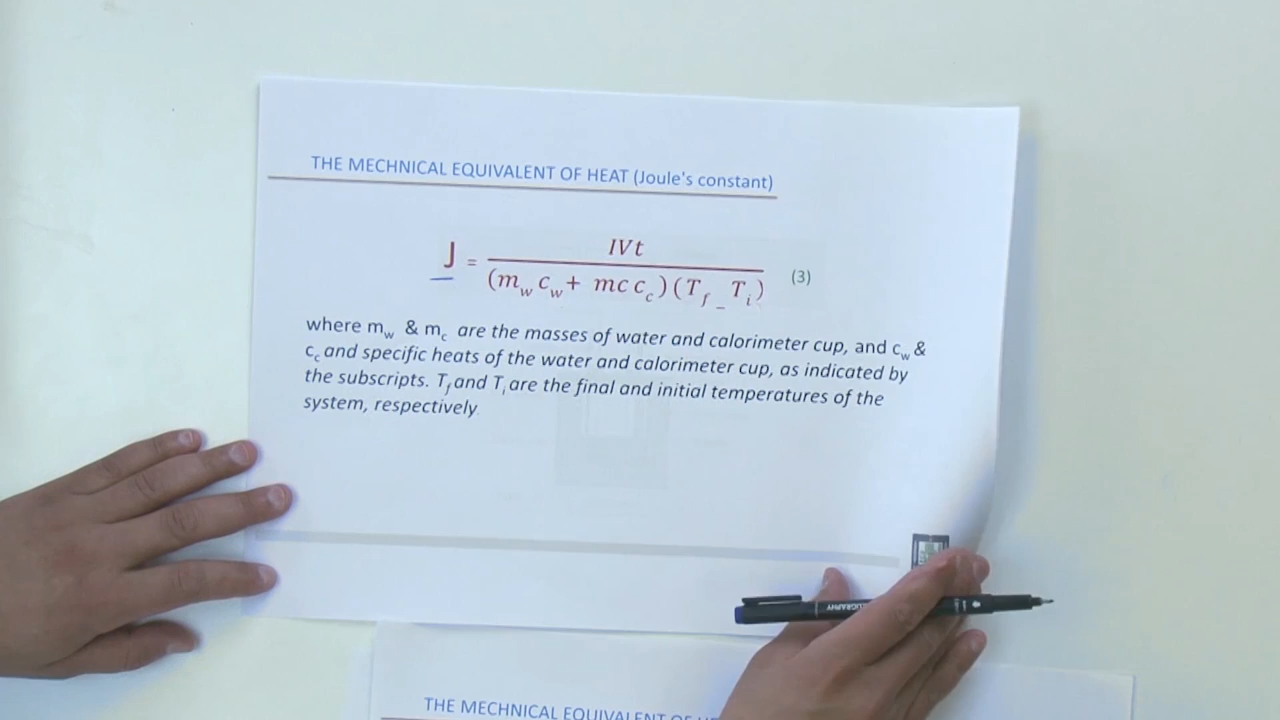 THE MECHNICAL EQUIVALENT OF HEAT (Joule's constant)
J = IVt / (m_w c_w + mc c_c) (T_f _ T_i) (3)
where m_w & m_c are the masses of water and calorimeter cup, and c_w &
c_c and specific heats of the water and calorimeter cup, as indicated by
the subscripts. T_f and T_i are the final and initial temperatures of the
system, respectively.
THE MECHNICAL EQUIVALENT OF